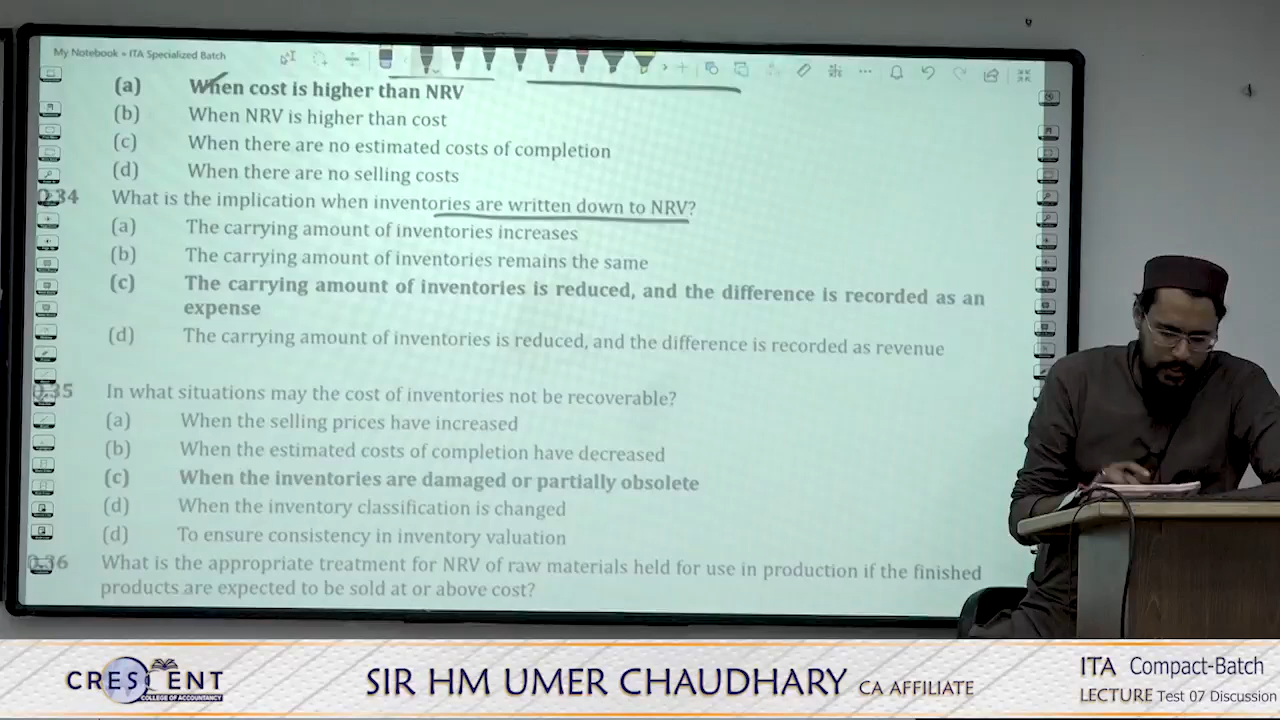 My Notebook » ITA Specialized Batch
(a) When cost is higher than NRV
(b) When NRV is higher than cost
(c) When there are no estimated costs of completion
(d) When there are no selling costs
Q.34 What is the implication when inventories are written down to NRV?
(a) The carrying amount of inventories increases
(b) The carrying amount of inventories remains the same
(c) The carrying amount of inventories is reduced, and the difference is recorded as an
expense
(d) The carrying amount of inventories is reduced, and the difference is recorded as revenue
Q.35 In what situations may the cost of inventories not be recoverable?
(a) When the selling prices have increased
(b) When the estimated costs of completion have decreased
(c) When the inventories are damaged or partially obsolete
(d) When the inventory classification is changed
(d) To ensure consistency in inventory valuation
Q.36 What is the appropriate treatment for NRV of raw materials held for use in production if the finished
products are expected to be sold at or above cost?
CRESCENT
COLLEGE OF ACCOUNTANCY
SIR HM UMER CHAUDHARY CA AFFILIATE
ITA Compact-Batch
LECTURE Test 07 Discussion